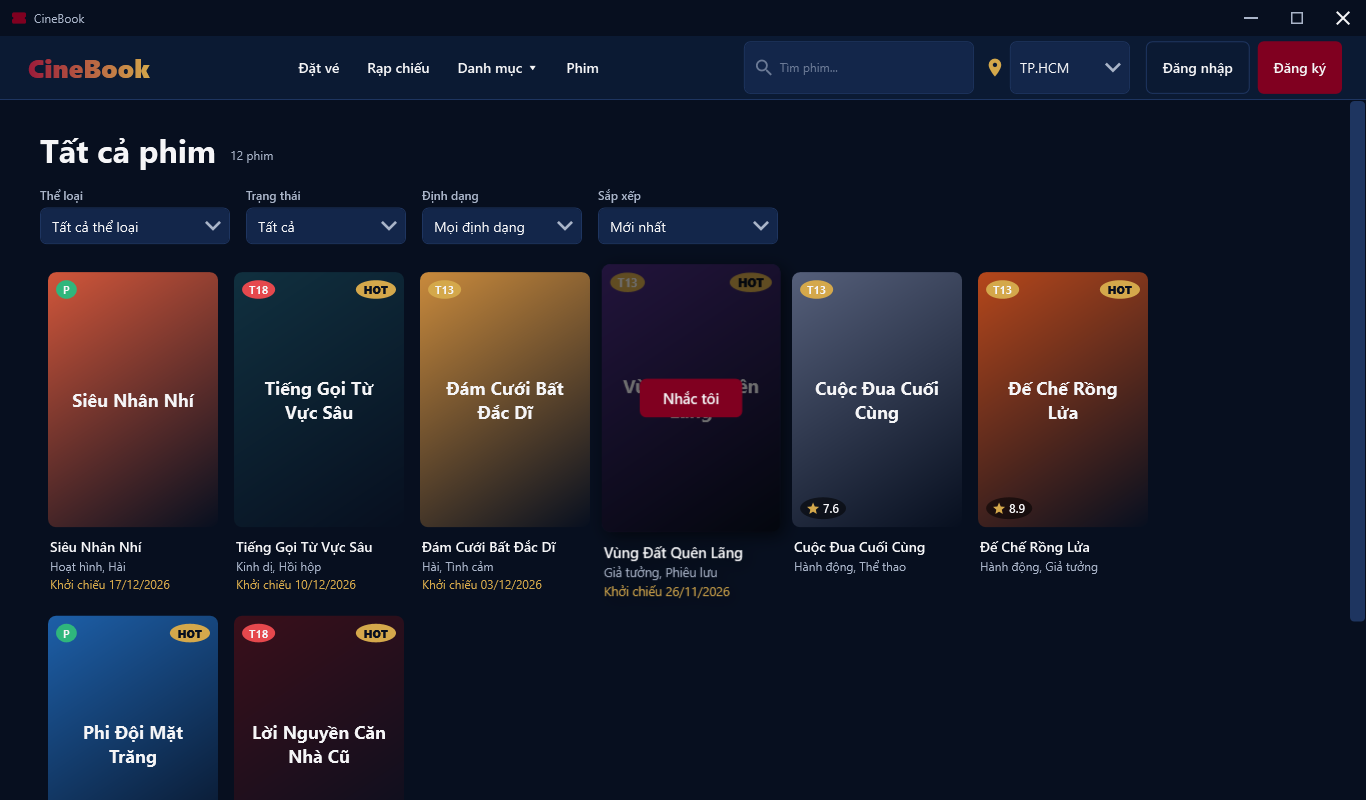 CineBook
CineBook
Đặt vé
Rạp chiếu
Danh mục
Phim
Tìm phim...
TP.HCM
Đăng nhập
Đăng ký
Tất cả phim
12 phim
Thể loại
Trạng thái
Định dạng
Sắp xếp
Tất cả thể loại
Tất cả
Mọi định dạng
Mới nhất
P
Siêu Nhân Nhí
Siêu Nhân Nhí
Hoạt hình, Hài
Khởi chiếu 17/12/2026
T18
HOT
Tiếng Gọi Từ
Vực Sâu
Tiếng Gọi Từ Vực Sâu
Kinh dị, Hồi hộp
Khởi chiếu 10/12/2026
T13
Đám Cưới Bất
Đắc Dĩ
Đám Cưới Bất Đắc Dĩ
Hài, Tình cảm
Khởi chiếu 03/12/2026
T13
HOT
Nhắc tôi
Vùng Đất Quên Lãng
Giả tưởng, Phiêu lưu
Khởi chiếu 26/11/2026
T13
Cuộc Đua Cuối
Cùng
7.6
Cuộc Đua Cuối Cùng
Hành động, Thể thao
T13
HOT
Đế Chế Rồng
Lửa
8.9
Đế Chế Rồng Lửa
Hành động, Giả tưởng
P
HOT
Phi Đội Mặt
Trăng
T18
HOT
Lời Nguyền Căn
Nhà Cũ